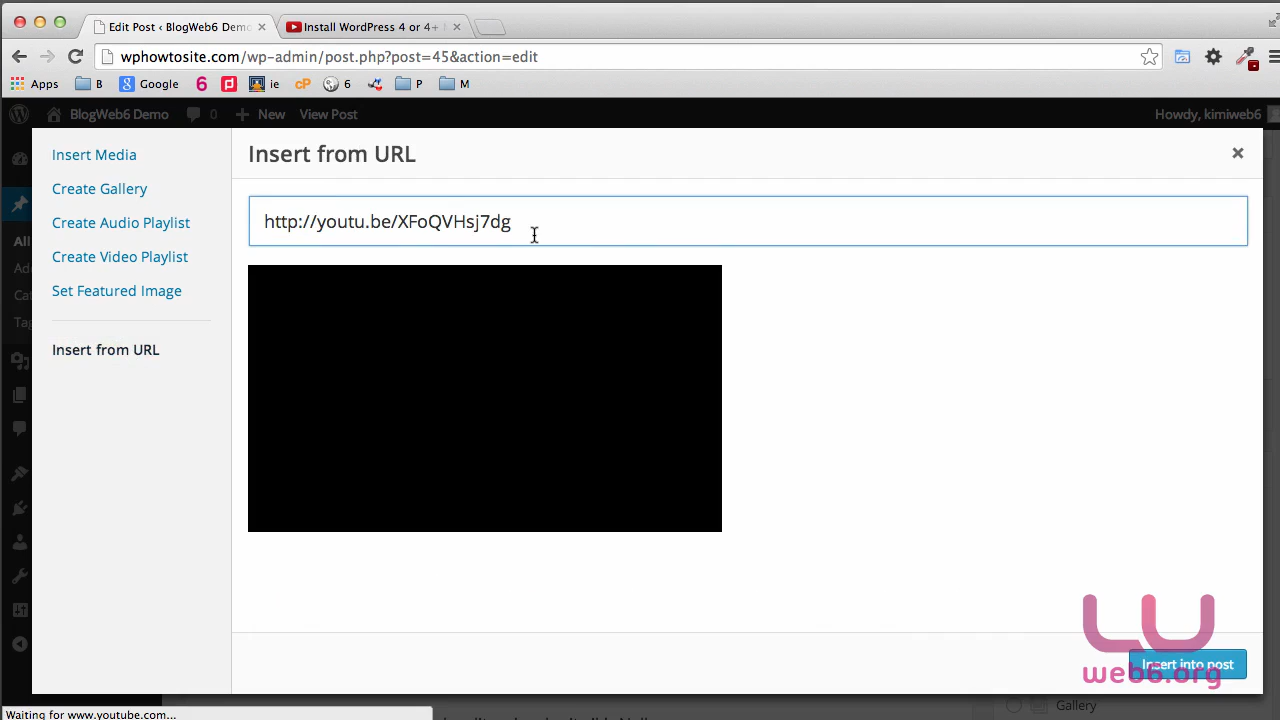 Edit Post ‹ BlogWeb6 Demo
Install WordPress 4 or 4+
wphowtosite.com/wp-admin/post.php?post=45&action=edit
Apps
B
Google
6
ie
cP
6
P
M
BlogWeb6 Demo
0
New
View Post
Howdy, kimiweb6
Insert Media
Create Gallery
Create Audio Playlist
Create Video Playlist
Set Featured Image
Insert from URL
Insert from URL
http://youtu.be/XFoQVHsj7dg
All
Insert into post
web6.org
Gallery
Waiting for www.youtube.com...